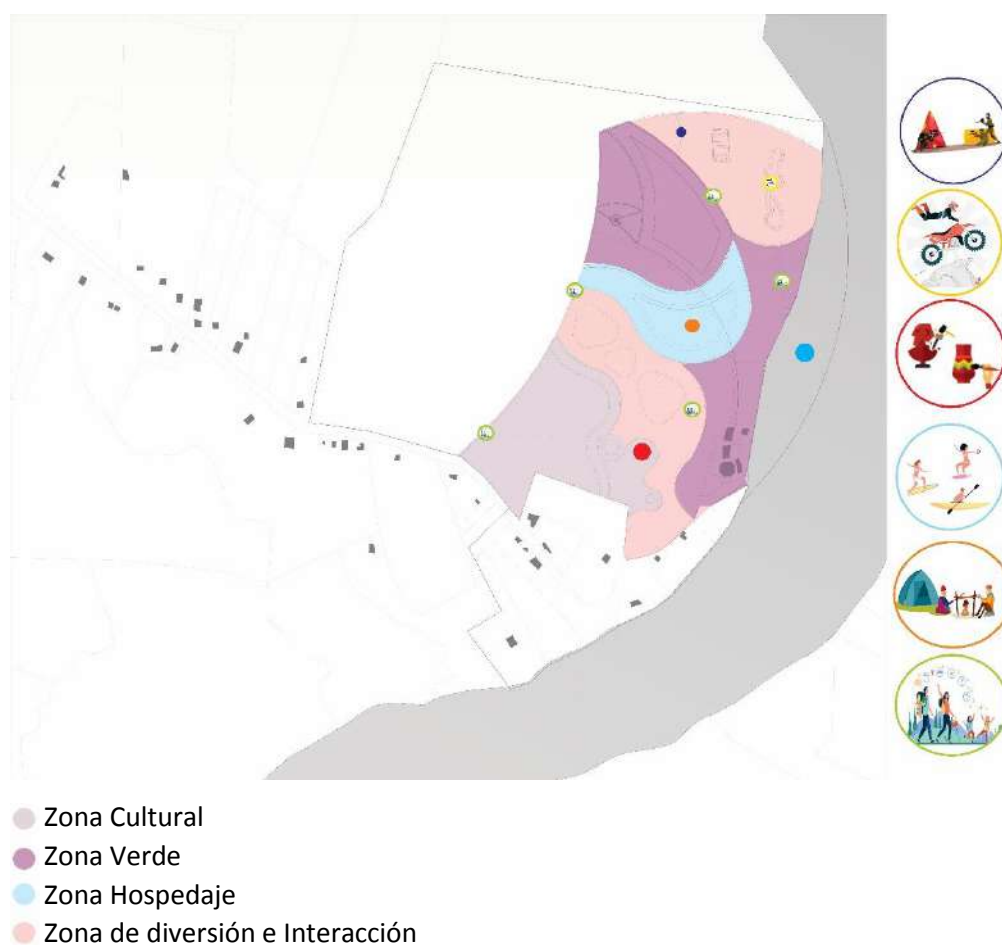 Zona Cultural
Zona Verde
Zona Hospedaje
Zona de diversión e Interacción